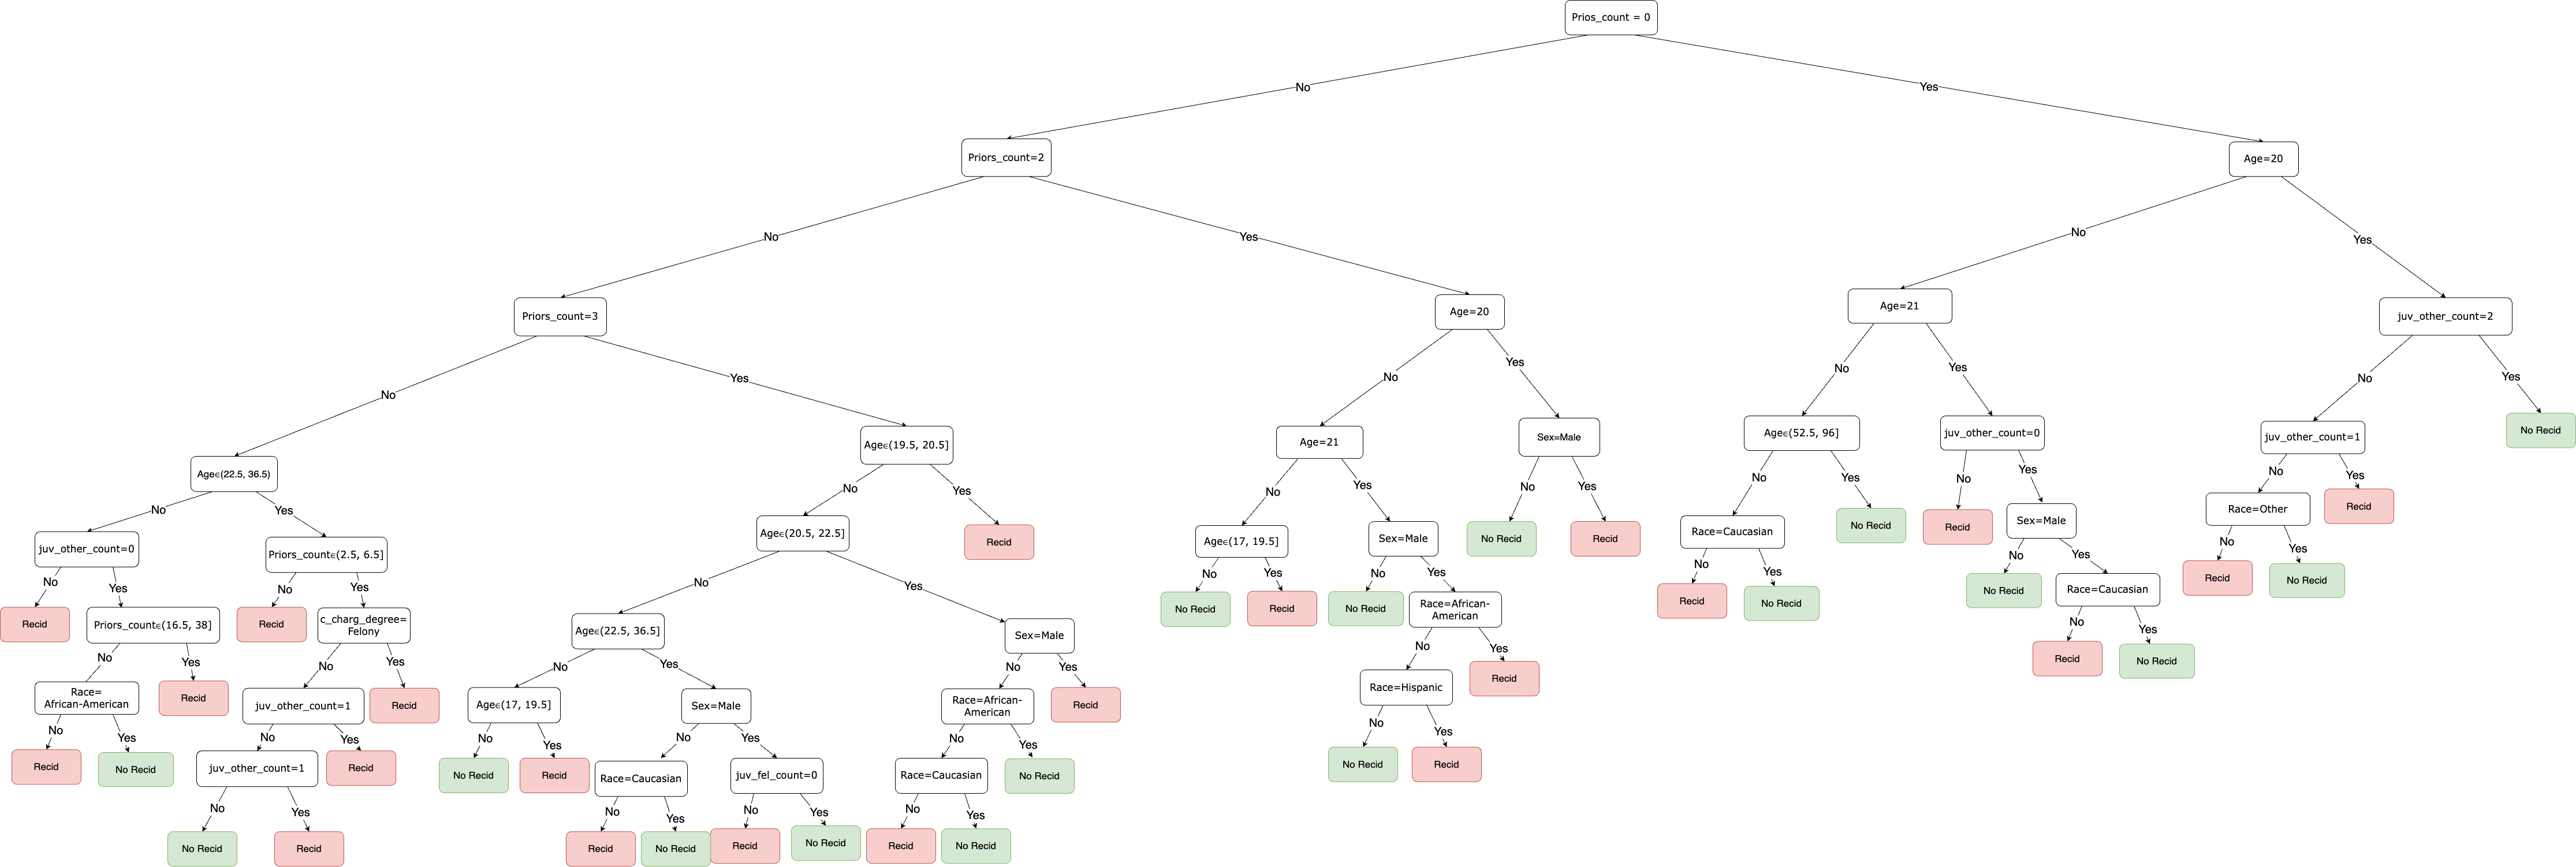 Prios_count = 0
No
Yes
Priors_count=2
Age=20
No
Yes
No
Yes
Priors_count=3
Age=20
Age=21
juv_other_count=2
No
Yes
No
Yes
No
Yes
No
Yes
Age∈(22.5, 36.5)
Age∈(19.5, 20.5]
Age=21
Sex=Male
Age∈(52.5, 96]
juv_other_count=0
juv_other_count=1
No Recid
No
Yes
No
Yes
No
Yes
No
Yes
No
Yes
No
Yes
No
Yes
juv_other_count=0
Priors_count∈(2.5, 6.5]
Age∈(20.5, 22.5]
Recid
Age∈(17, 19.5]
Sex=Male
No Recid
Recid
Race=Caucasian
No Recid
Recid
Sex=Male
Race=Other
Recid
No
Yes
No
Yes
No
Yes
No
Yes
No
Yes
No
Yes
No
Yes
No
Yes
Recid
Priors_count∈(16.5, 38]
Recid
c_charg_degree=
Felony
Age∈(22.5, 36.5]
Sex=Male
No Recid
Recid
No Recid
Race=African-
American
Recid
No Recid
No Recid
Race=Caucasian
Recid
No Recid
No
Yes
No
Yes
No
Yes
No
Yes
No
Yes
No
Yes
Race=
African-American
Recid
juv_other_count=1
Recid
Age∈(17, 19.5]
Sex=Male
Race=African-
American
Recid
Race=Hispanic
Recid
Recid
No Recid
No
Yes
No
Yes
No
Yes
No
Yes
No
Yes
No
Yes
Recid
No Recid
juv_other_count=1
Recid
No Recid
Recid
Race=Caucasian
juv_fel_count=0
Race=Caucasian
No Recid
No Recid
Recid
No
Yes
No
Yes
No
Yes
No
Yes
No Recid
Recid
Recid
No Recid
Recid
No Recid
Recid
No Recid